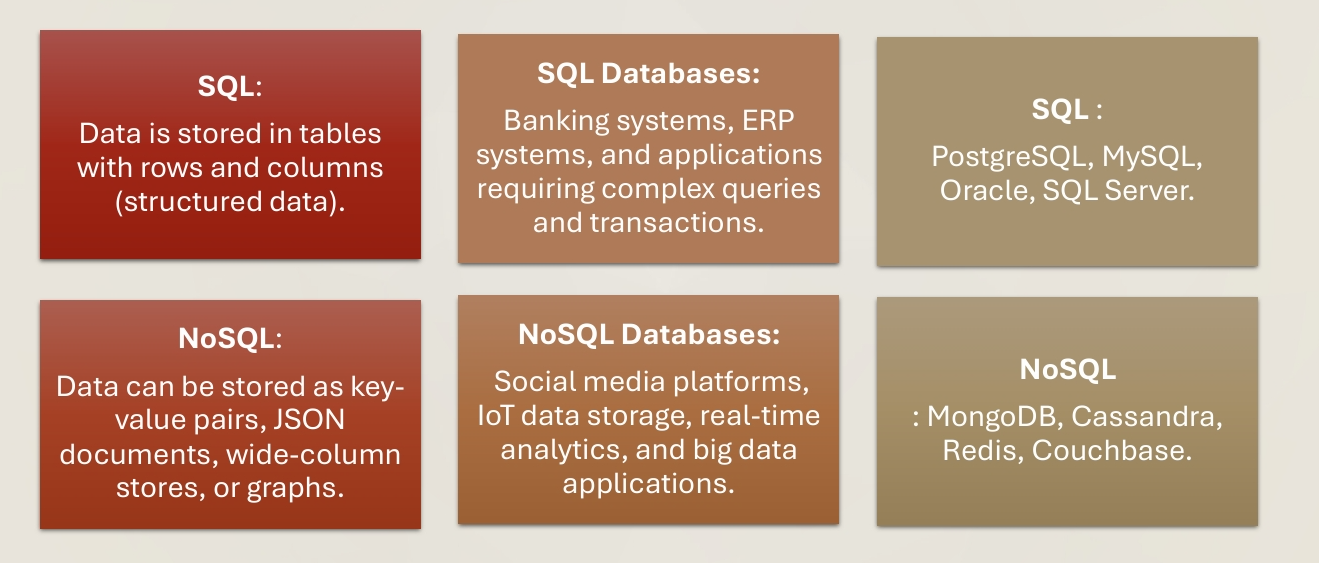 SQL:
Data is stored in tables
with rows and columns
(structured data).
SQL Databases:
Banking systems, ERP
systems, and applications
requiring complex queries
and transactions.
SQL :
PostgreSQL, MySQL,
Oracle, SQL Server.
NoSQL:
Data can be stored as key-
value pairs, JSON
documents, wide-column
stores, or graphs.
NoSQL Databases:
Social media platforms,
IoT data storage, real-time
analytics, and big data
applications.
NoSQL
: MongoDB, Cassandra,
Redis, Couchbase.